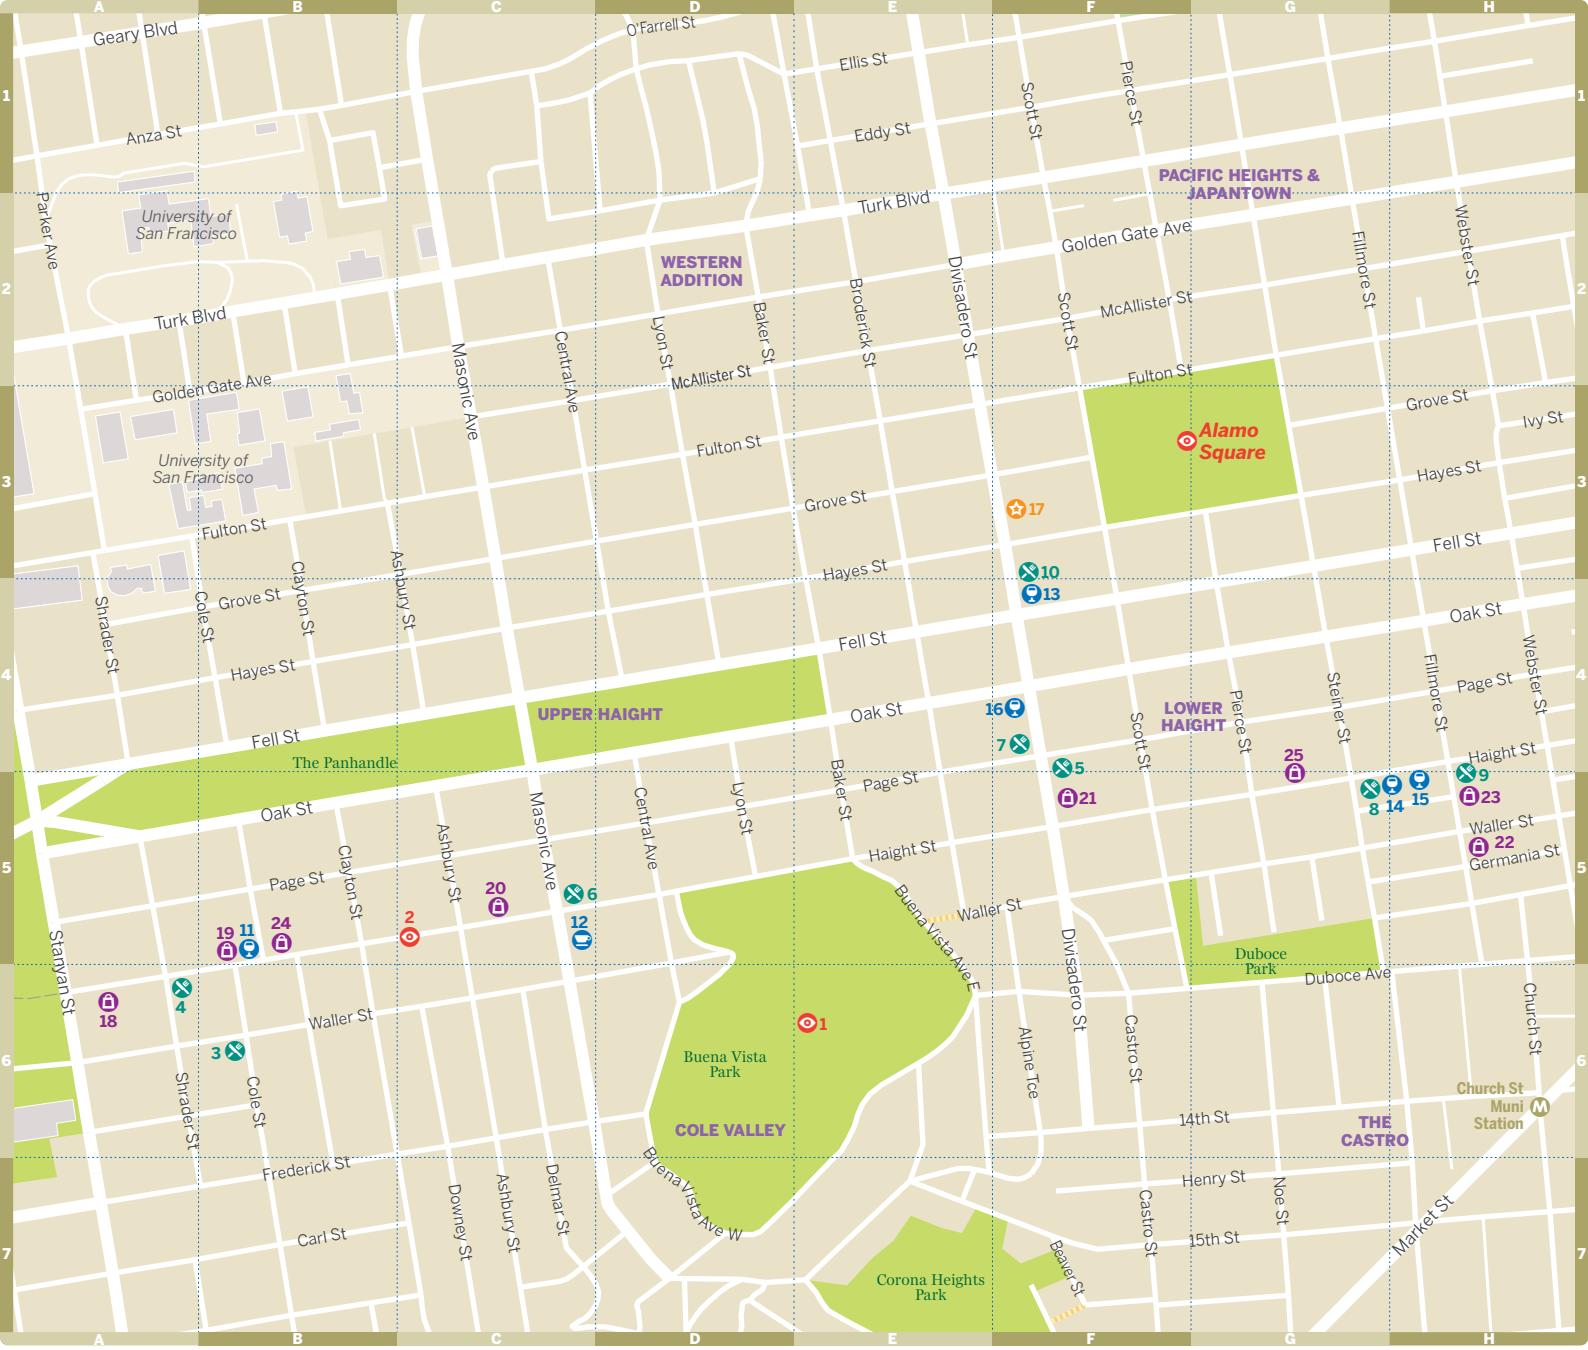 A B C D E F G H
Geary Blvd
O'Farrell St
Ellis St
Scott St
Pierce St
1
1
Anza St
Eddy St
PACIFIC HEIGHTS &
JAPANTOWN
Parker Ave
University of
San Francisco
Turk Blvd
Golden Gate Ave
Webster St
Fillmore St
WESTERN
ADDITION
Divisadero St
2
2
Broderick St
Scott St
McAllister St
Turk Blvd
Lyon St
Baker St
Central Ave
Masonic Ave
Golden Gate Ave
McAllister St
Fulton St
Grove St
Ivy St
Alamo
Square
Fulton St
University of
San Francisco
Hayes St
3
3
Grove St
17
Fulton St
Fell St
Hayes St
10
13
Clayton St
Ashbury St
Shrader St
Cole St
Grove St
Oak St
Fell St
Hayes St
4
4
Webster St
Fillmore St
Page St
Steiner St
Pierce St
Scott St
LOWER
HEIGHT
16
Oak St
UPPER HAIGHT
Fell St
7
Haight St
The Panhandle
25
5
9
Page St
Baker St
Lyon St
21
8
14
15
23
Oak St
Central Ave
Masonic Ave
Ashbury St
Clayton St
Waller St
22
Germania St
Haight St
5
5
Page St
20
6
Buena Vista Ave E
Waller St
2
12
19
11
24
Stanyan St
Divisadero St
Duboce
Park
Duboce Ave
4
18
Waller St
1
Church St
Castro St
Alpine Tce
3
6
6
Buena Vista
Park
Shrader St
Cole St
Church St
Muni
Station
M
14th St
THE
CASTRO
COLE VALLEY
Frederick St
Buena Vista Ave W
Henry St
Noe St
Castro St
Downey St
Ashbury St
Delmar St
Carl St
15th St
Market St
7
7
Beaver St
Corona Heights
Park
A B C D E F G H